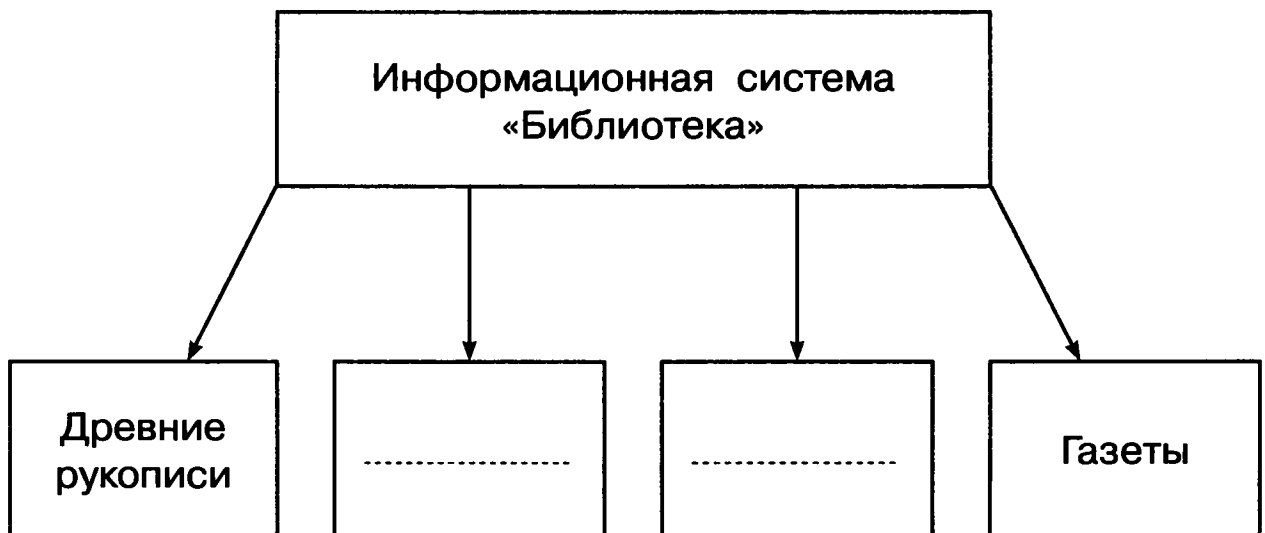 Информационная система
«Библиотека»
Древние
рукописи
Газеты